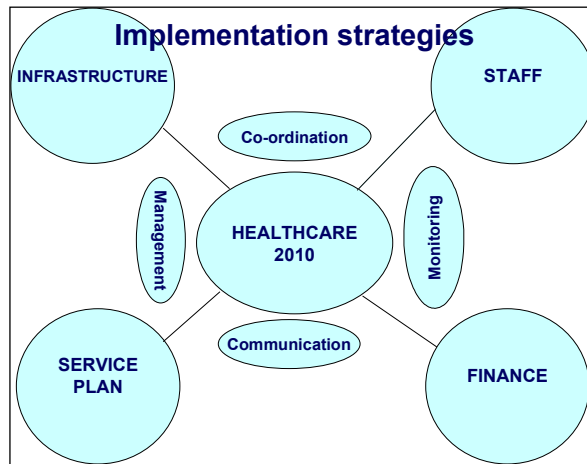 Implementation strategies
INFRASTRUCTURE
STAFF
Co-ordination
Management
HEALTHCARE
2010
Monitoring
Communication
SERVICE
PLAN
FINANCE